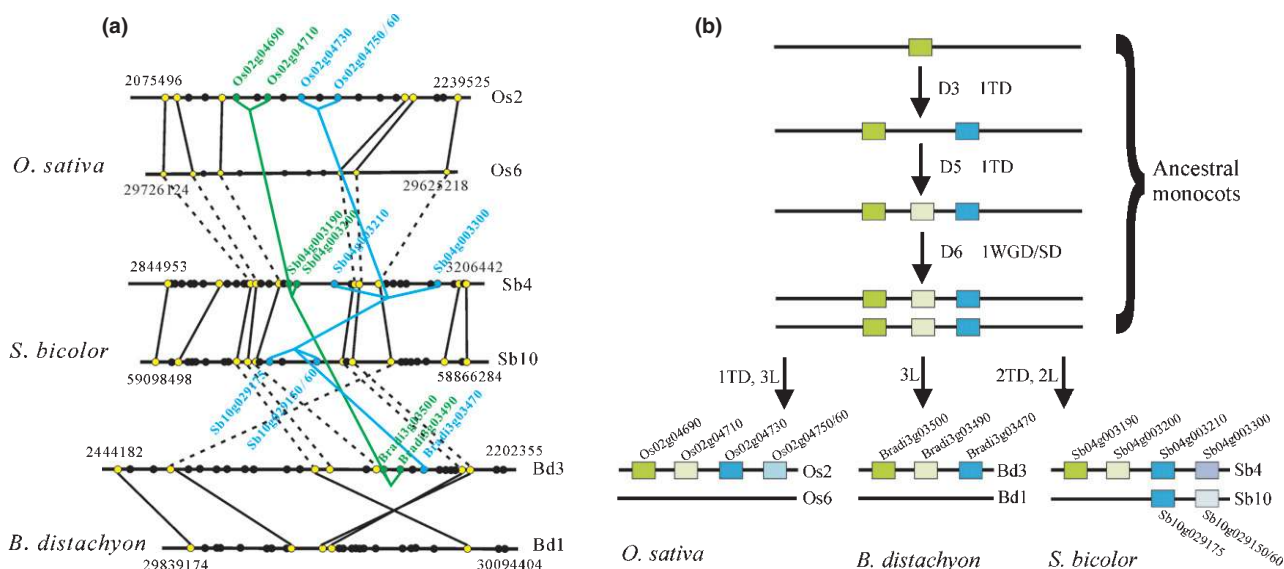 (a)
Os02g04690
Os02g04710
Os02g04730
Os02g04750/60
2075496
2239525
Os2
O. sativa
Os6
29726124
29625218
Sb04g003190
Sb04g003200
Sb04g003210
Sb04g003300
2844953
3206442
Sb4
S. bicolor
Sb10
59098498
58866284
Sb10g029175
Sb10g029150/60
Bradi3g03500
Bradi3g03490
Bradi3g03470
2444182
2202355
Bd3
B. distachyon
Bd1
29839174
30094404
(b)
D3 1TD
D5 1TD
D6 1WGD/SD
Ancestral
monocots
1TD, 3L
3L
2TD, 2L
Os02g04690
Os02g04710
Os02g04730
Os02g04750/60
Os2
Os6
O. sativa
Bradi3g03500
Bradi3g03490
Bradi3g03470
Bd3
Bd1
B. distachyon
Sb04g003190
Sb04g003200
Sb04g003210
Sb04g003300
Sb4
Sb10
Sb10g029175
Sb10g029150/60
S. bicolor